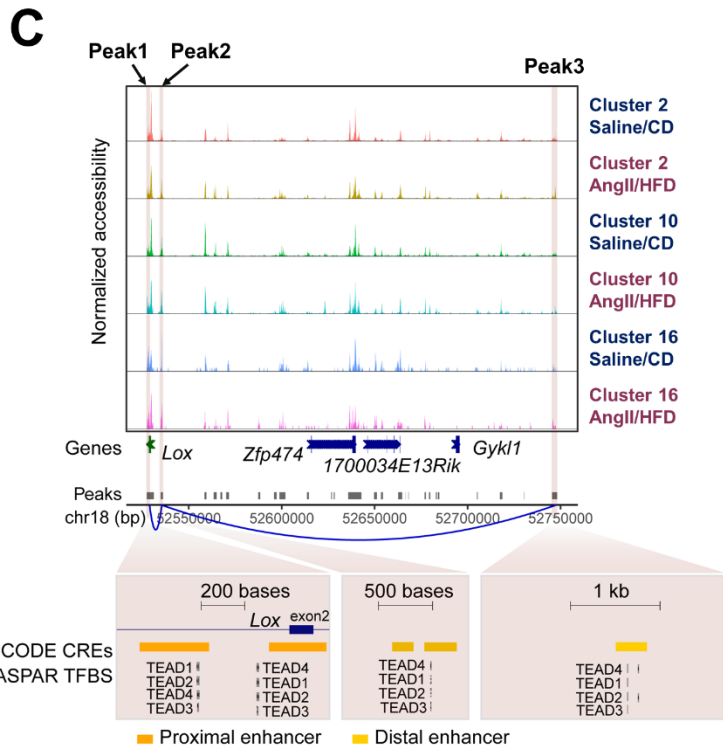 C
Peak1 Peak2 Peak3
Normalized accessibility
Cluster 2
Saline/CD
Cluster 2
AngII/HFD
Cluster 10
Saline/CD
Cluster 10
AngII/HFD
Cluster 16
Saline/CD
Cluster 16
AngII/HFD
Genes Lox Zfp474 1700034E13Rik Gykl1
Peaks
chr18 (bp) 52550000 52600000 52650000 52700000 52750000
200 bases 500 bases 1 kb
Lox exon2
CODE CREs
ASPAR TFBS
TEAD1 TEAD4 TEAD4 TEAD4
TEAD2 TEAD1 TEAD1 TEAD1
TEAD4 TEAD2 TEAD2 TEAD2
TEAD3 TEAD3 TEAD3 TEAD3
Proximal enhancer Distal enhancer